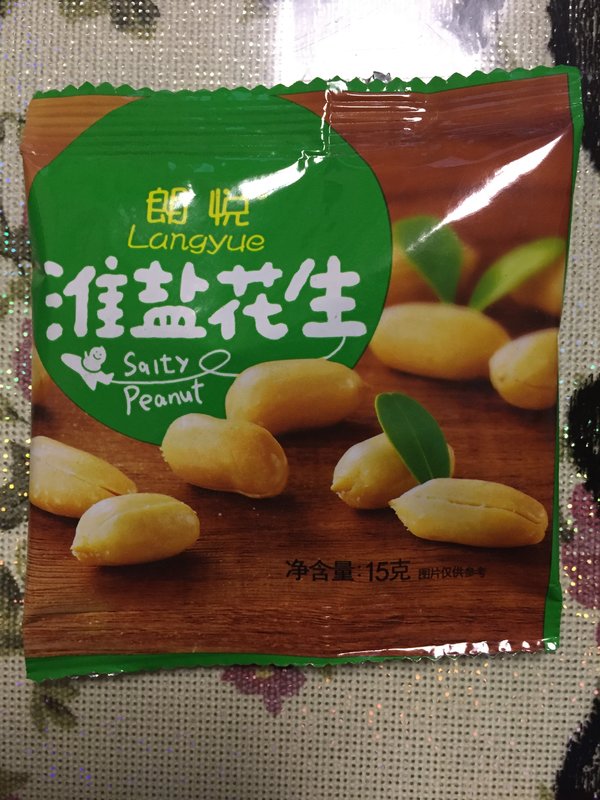 朗悦
Langyue
淮盐花生
Salty
Peanut
净含量:15克 图片仅供参考